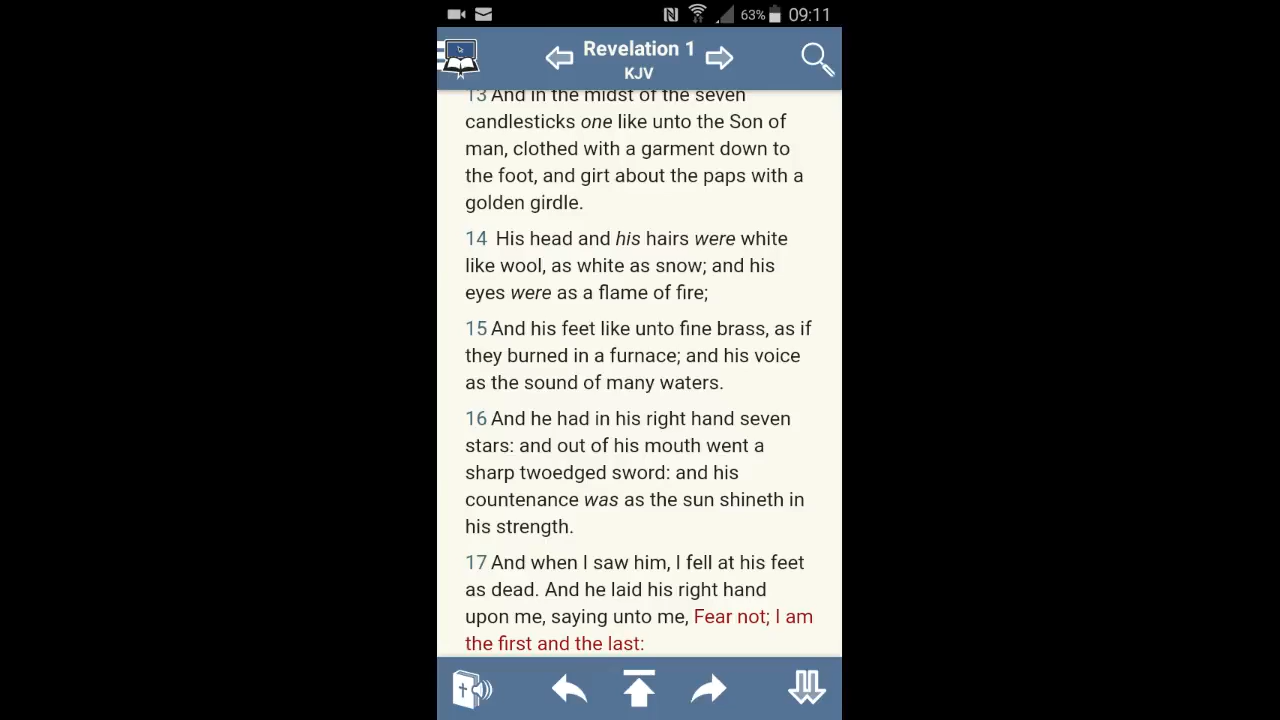 63% 09:11
Revelation 1
KJV
13 And in the midst of the seven
candlesticks one like unto the Son of
man, clothed with a garment down to
the foot, and girt about the paps with a
golden girdle.
14 His head and his hairs were white
like wool, as white as snow; and his
eyes were as a flame of fire;
15 And his feet like unto fine brass, as if
they burned in a furnace; and his voice
as the sound of many waters.
16 And he had in his right hand seven
stars: and out of his mouth went a
sharp twoedged sword: and his
countenance was as the sun shineth in
his strength.
17 And when I saw him, I fell at his feet
as dead. And he laid his right hand
upon me, saying unto me, Fear not; I am
the first and the last: